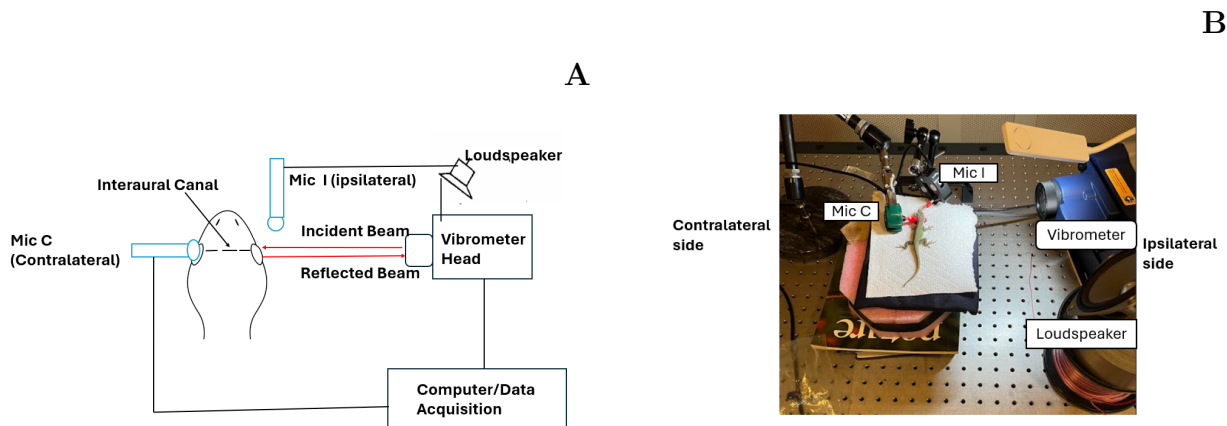 A
Loudspeaker
Mic I (ipsilateral)
Interaural Canal
Mic C
(Contralateral)
Incident Beam
Reflected Beam
Vibrometer
Head
Computer/Data
Acquisition
B
Mic I
Mic C
Contralateral
side
Vibrometer
Ipsilateral
side
Loudspeaker
nature